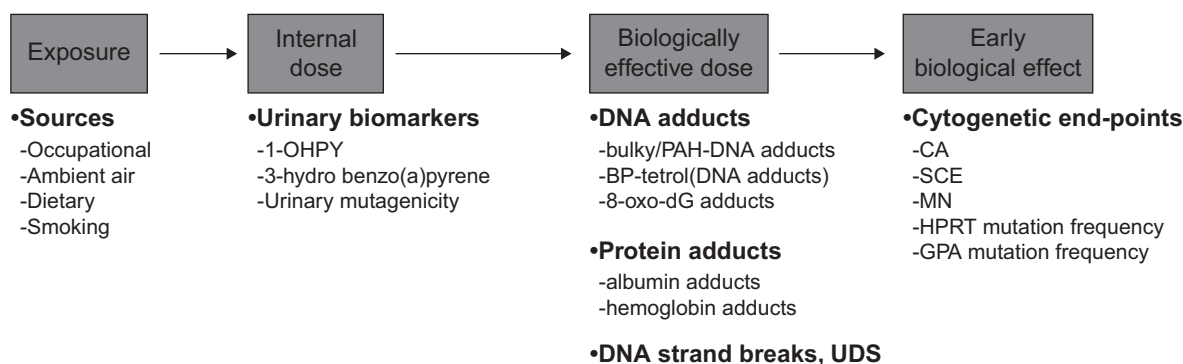 Exposure
Internal
dose
Biologically
effective dose
Early
biological effect
•Sources
-Occupational
-Ambient air
-Dietary
-Smoking
•Urinary biomarkers
-1-OHPY
-3-hydro benzo(a)pyrene
-Urinary mutagenicity
•DNA adducts
-bulky/PAH-DNA adducts
-BP-tetrol(DNA adducts)
-8-oxo-dG adducts
•Protein adducts
-albumin adducts
-hemoglobin adducts
•DNA strand breaks, UDS
•Cytogenetic end-points
-CA
-SCE
-MN
-HPRT mutation frequency
-GPA mutation frequency